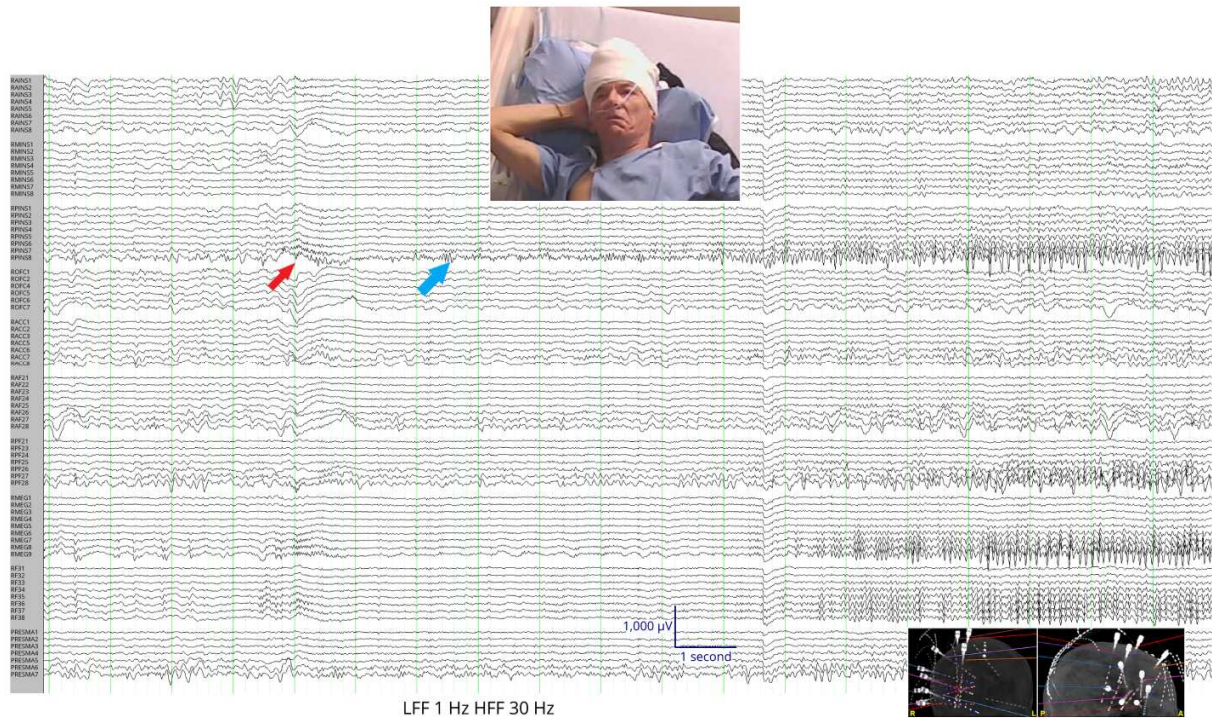 RAINS1
RAINS2
RAINS3
RAINS4
RAINS5
RAINS6
RAINS7
RAINS8
RMINS1
RMINS2
RMINS3
RMINS4
RMINS5
RMINS6
RMINS7
RMINS8
RPINS1
RPINS2
RPINS3
RPINS4
RPINS5
RPINS6
RPINS7
RPINS8
ROFC1
ROFC2
ROFC4
ROFC5
ROFC6
ROFC7
RACC1
RACC2
RACC3
RACC5
RACC6
RACC7
RACC8
RAF21
RAF22
RAF23
RAF24
RAF25
RAF26
RAF27
RAF28
RPF21
RPF23
RPF24
RPF25
RPF26
RPF27
RPF28
RMEG1
RMEG2
RMEG3
RMEG4
RMEG5
RMEG6
RMEG7
RMEG8
RMEG9
RF31
RF32
RF33
RF34
RF35
RF36
RF37
RF38
PRESMA1
PRESMA2
PRESMA3
PRESMA4
PRESMA5
PRESMA6
PRESMA7
1,000 µV
1 second
R L P A
LFF 1 Hz HFF 30 Hz